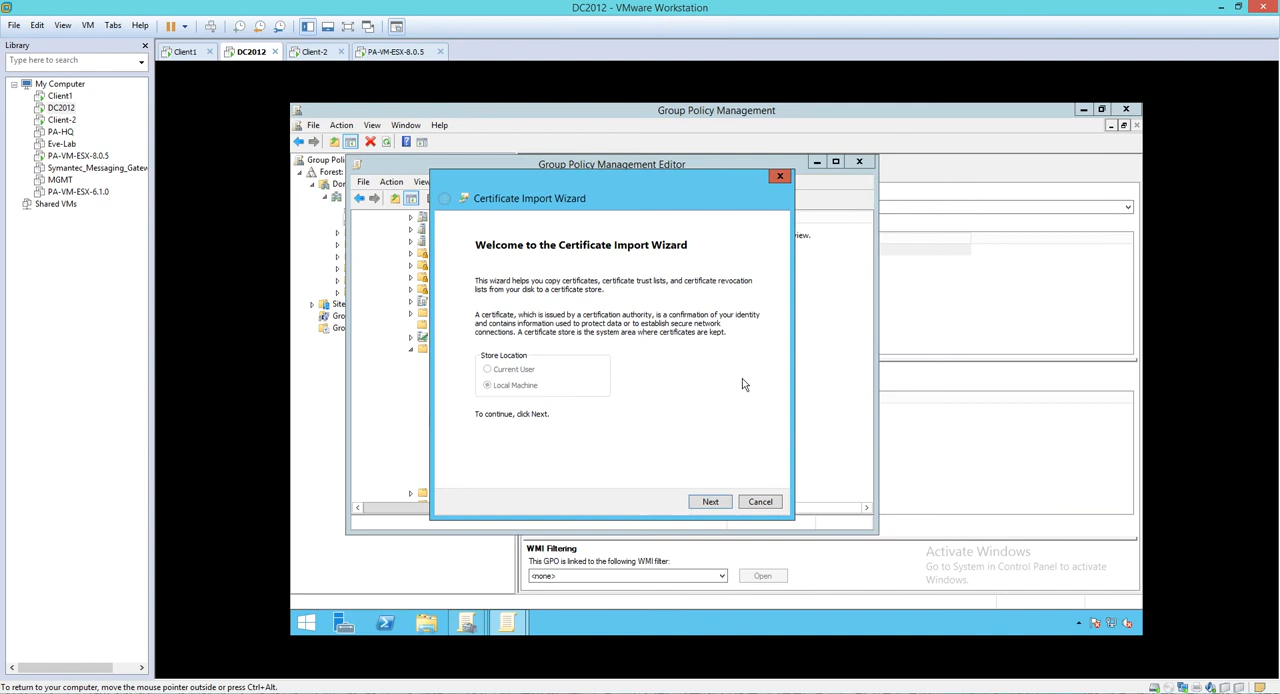 DC2012 - VMware Workstation
File Edit View VM Tabs Help
Library
Type here to search
My Computer
Client1
DC2012
Client-2
PA-HQ
Eve-Lab
PA-VM-ESX-8.0.5
Symantec_Messaging_Gatew
MGMT
PA-VM-ESX-6.1.0
Shared VMs
Client1 DC2012 Client-2 PA-VM-ESX-8.0.5
Group Policy Management
File Action View Window Help
Group Poli
Forest:
Dor
Site
Gro
Gro
Group Policy Management Editor
File Action Viev
iew.
Certificate Import Wizard
Welcome to the Certificate Import Wizard
This wizard helps you copy certificates, certificate trust lists, and certificate revocation
lists from your disk to a certificate store.
A certificate, which is issued by a certification authority, is a confirmation of your identity
and contains information used to protect data or to establish secure network
connections. A certificate store is the system area where certificates are kept.
Store Location
Current User
Local Machine
To continue, click Next.
Next Cancel
WMI Filtering
This GPO is linked to the following WMI filter:
<none> Open
Activate Windows
Go to System in Control Panel to activate
Windows.
To return to your computer, move the mouse pointer outside or press Ctrl+Alt.